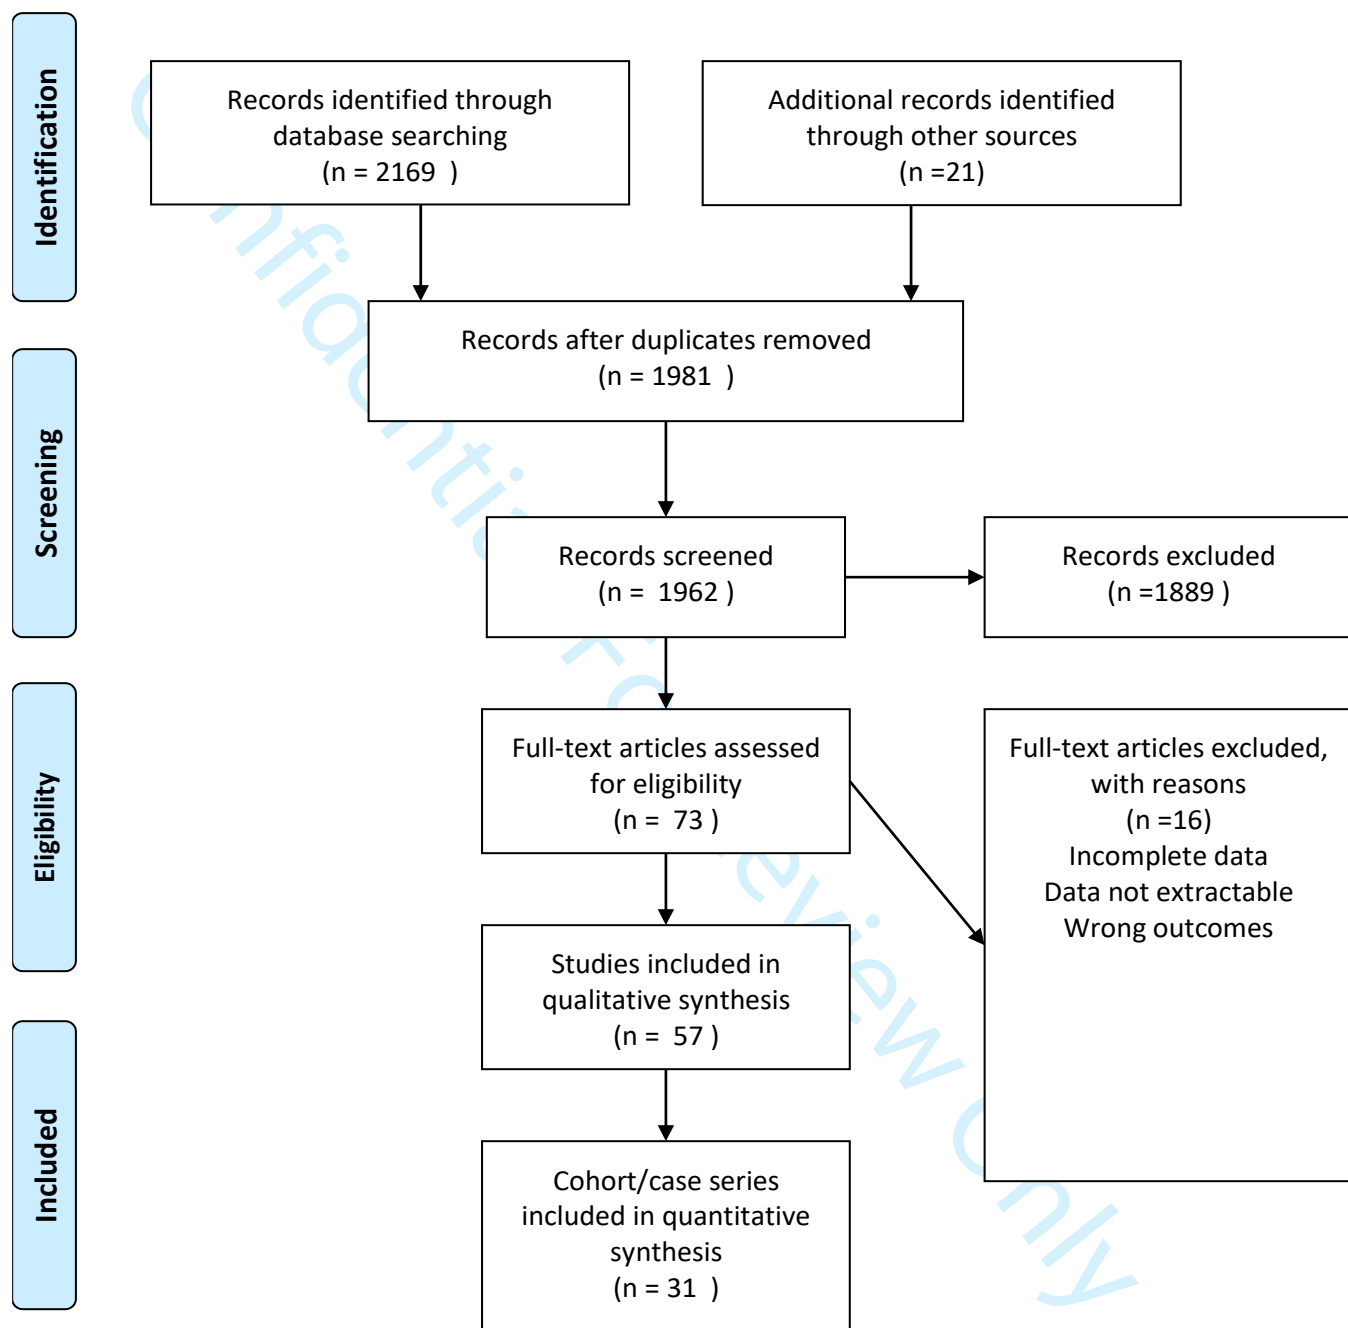 Identification
Records identified through
database searching
(n = 2169  )
Additional records identified
through other sources
(n =21)
Records after duplicates removed
(n = 1981  )
Screening
Records screened
(n =  1962 )
Records excluded
(n =1889 )
Eligibility
Full-text articles assessed
for eligibility
(n =  73 )
Full-text articles excluded,
with reasons
(n =16)
Incomplete data
Data not extractable
Wrong outcomes
Studies included in
qualitative synthesis
(n =  57 )
Included
Cohort/case series
included in quantitative
synthesis
(n = 31  )